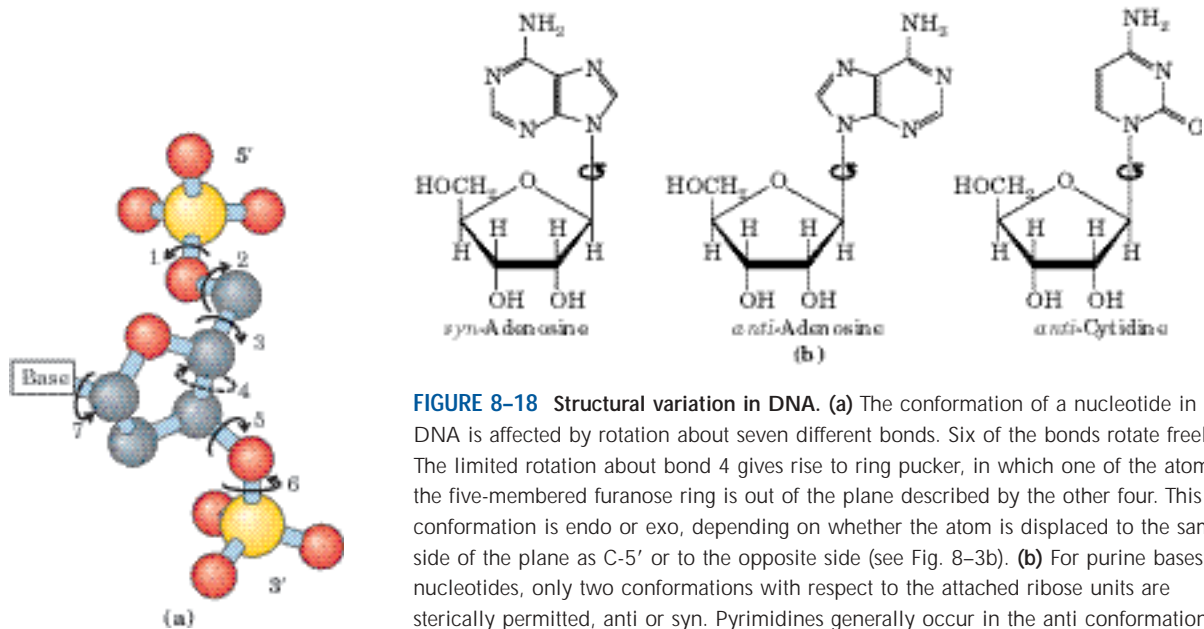 5′
1
2
3
4
Base
5
7
6
3′
(a)
NH₂
N
N
N
N
HOCH₂
O
H
H
H
H
OH
OH
syn-Adenosine
NH₂
N
N
N
N
HOCH₂
O
H
H
H
H
OH
OH
anti-Adenosine
NH₂
N
N
O
HOCH₂
O
H
H
H
H
OH
OH
anti-Cytidine
(b)
FIGURE 8–18 Structural variation in DNA. (a) The conformation of a nucleotide in
DNA is affected by rotation about seven different bonds. Six of the bonds rotate
The limited rotation about bond 4 gives rise to ring pucker, in which one of the
the five-membered furanose ring is out of the plane described by the other four. This
conformation is endo or exo, depending on whether the atom is displaced to the
side of the plane as C-5′ or to the opposite side (see Fig. 8–3b). (b) For purine bases
nucleotides, only two conformations with respect to the attached ribose units are
sterically permitted, anti or syn. Pyrimidines generally occur in the anti conformation